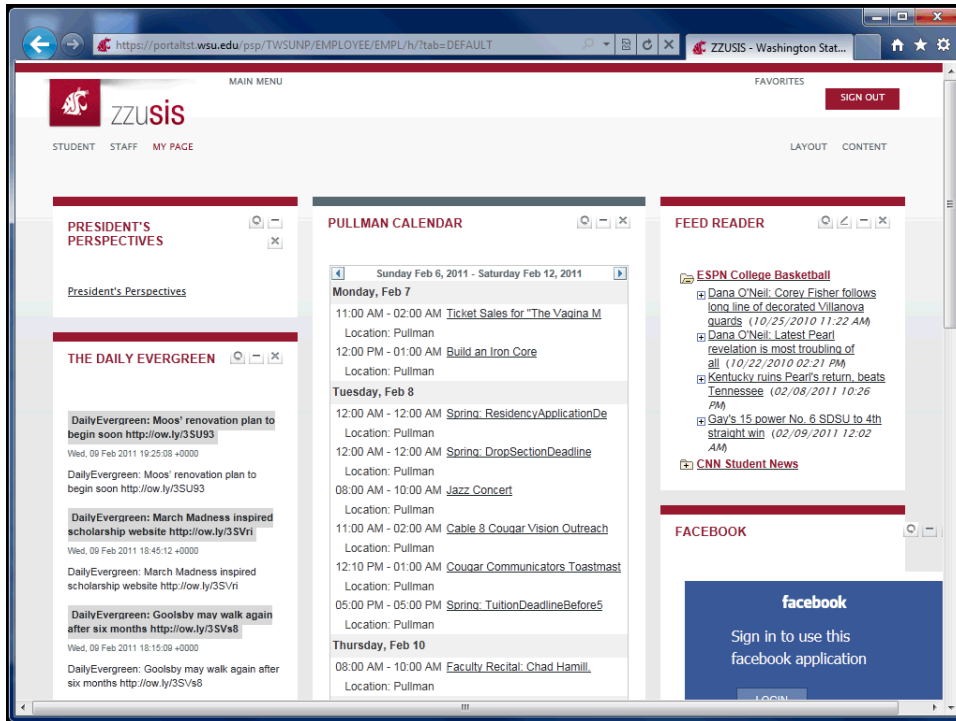 https://portaltst.wsu.edu/psp/TWSUNP/EMPLOYEE/EMPL/h/?tab=DEFAULT
ZZUSIS - Washington Stat...
MAIN MENU
FAVORITES
SIGN OUT
zzusis
STUDENT STAFF MY PAGE
LAYOUT CONTENT
PRESIDENT'S
PERSPECTIVES
President's Perspectives
THE DAILY EVERGREEN
DailyEvergreen: Moos' renovation plan to
begin soon http://ow.ly/3SU93
Wed, 09 Feb 2011 19:25:08 +0000
DailyEvergreen: Moos' renovation plan to
begin soon http://ow.ly/3SU93
DailyEvergreen: March Madness inspired
scholarship website http://ow.ly/3SVri
Wed, 09 Feb 2011 18:45:12 +0000
DailyEvergreen: March Madness inspired
scholarship website http://ow.ly/3SVri
DailyEvergreen: Goolsby may walk again
after six months http://ow.ly/3SVs8
Wed, 09 Feb 2011 18:15:09 +0000
DailyEvergreen: Goolsby may walk again after
six months http://ow.ly/3SVs8
PULLMAN CALENDAR
Sunday Feb 6, 2011 - Saturday Feb 12, 2011
Monday, Feb 7
11:00 AM - 02:00 AM Ticket Sales for "The Vagina M
Location: Pullman
12:00 PM - 01:00 AM Build an Iron Core
Location: Pullman
Tuesday, Feb 8
12:00 AM - 12:00 AM Spring: ResidencyApplicationDe
Location: Pullman
12:00 AM - 12:00 AM Spring: DropSectionDeadline
Location: Pullman
08:00 AM - 10:00 AM Jazz Concert
Location: Pullman
11:00 AM - 02:00 AM Cable 8 Cougar Vision Outreach
Location: Pullman
12:10 PM - 01:00 AM Cougar Communicators Toastmast
Location: Pullman
05:00 PM - 05:00 PM Spring: TuitionDeadlineBefore5
Location: Pullman
Thursday, Feb 10
08:00 AM - 10:00 AM Faculty Recital: Chad Hamill,
Location: Pullman
FEED READER
ESPN College Basketball
Dana O'Neil: Corey Fisher follows
long line of decorated Villanova
guards (10/25/2010 11:22 AM)
Dana O'Neil: Latest Pearl
revelation is most troubling of
all (10/22/2010 02:21 PM)
Kentucky ruins Pearl's return, beats
Tennessee (02/08/2011 10:26
PM)
Gay's 15 power No. 6 SDSU to 4th
straight win (02/09/2011 12:02
AM)
CNN Student News
FACEBOOK
facebook
Sign in to use this
facebook application
LOGIN